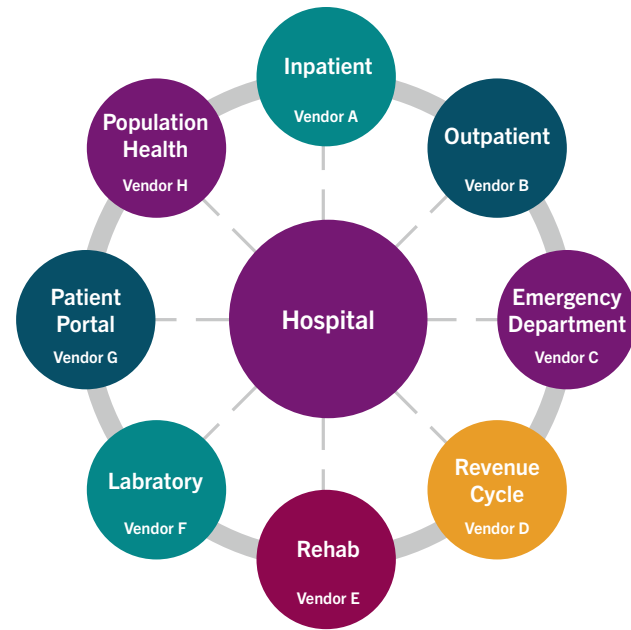 Inpatient
Vendor A
Population
Health
Vendor H
Outpatient
Vendor B
Patient
Portal
Vendor G
Hospital
Emergency
Department
Vendor C
Labratory
Vendor F
Revenue
Cycle
Vendor D
Rehab
Vendor E